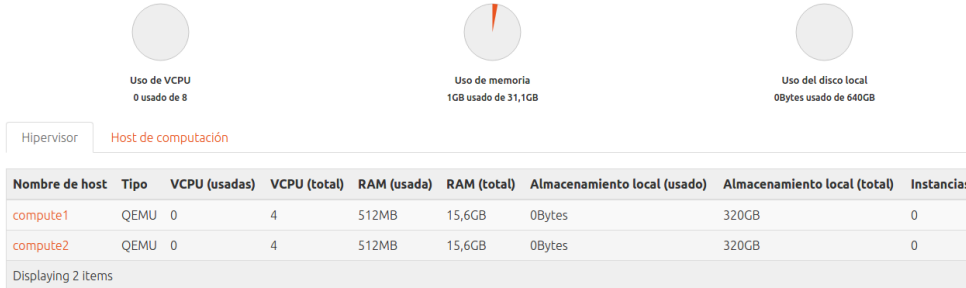 Uso de VCPU
0 usado de 8
Uso de memoria
1GB usado de 31,1GB
Uso del disco local
0Bytes usado de 640GB
Hipervisor Host de computación
Nombre de host Tipo VCPU (usadas) VCPU (total) RAM (usada) RAM (total) Almacenamiento local (usado) Almacenamiento local (total) Instancias
compute1 QEMU 0 4 512MB 15,6GB 0Bytes 320GB 0
compute2 QEMU 0 4 512MB 15,6GB 0Bytes 320GB 0
Displaying 2 items